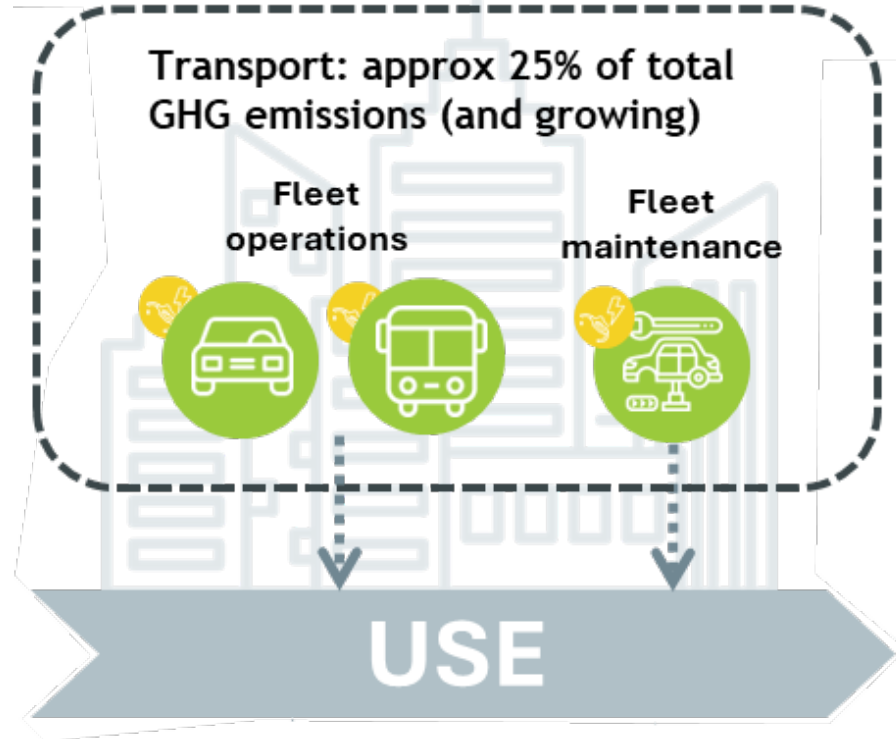 Transport: approx 25% of total
GHG emissions (and growing)
Fleet
operations
Fleet
maintenance
USE